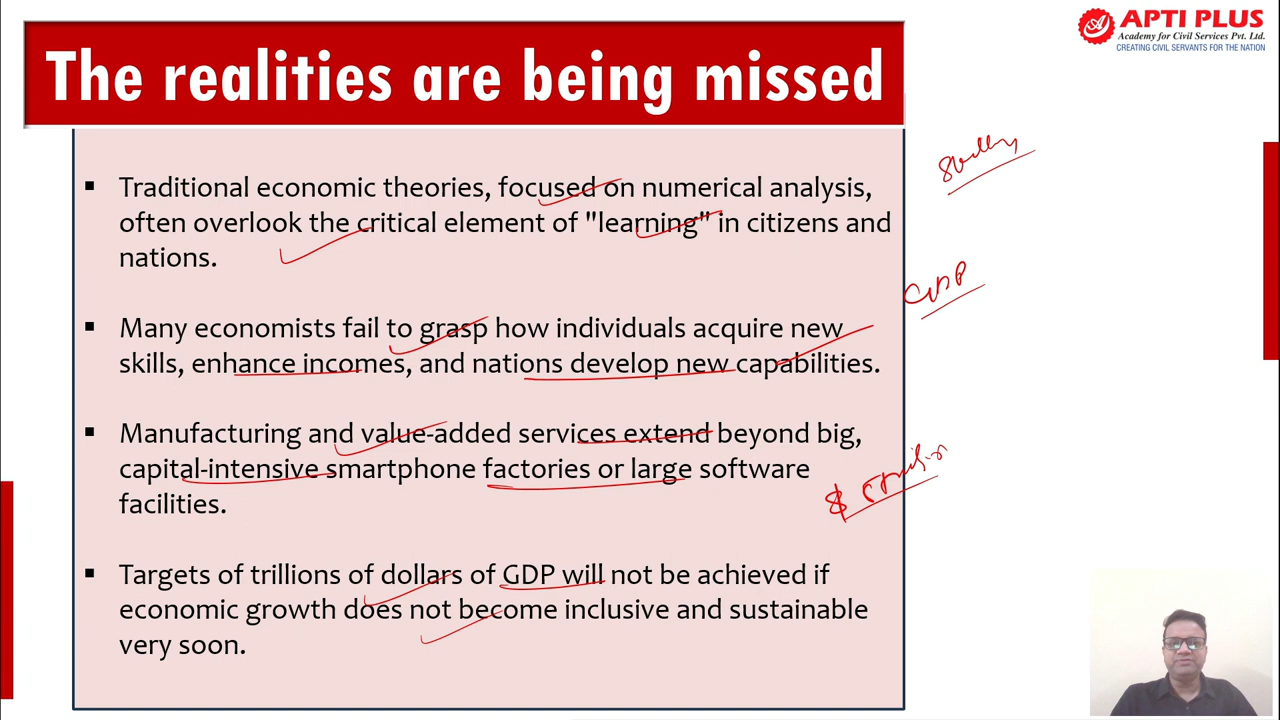 APTI PLUS
Academy for Civil Services Pvt. Ltd.
CREATING CIVIL SERVANTS FOR THE NATION
The realities are being missed
▪ Traditional economic theories, focused on numerical analysis,
often overlook the critical element of "learning" in citizens and
nations.
▪ Many economists fail to grasp how individuals acquire new
skills, enhance incomes, and nations develop new capabilities.
▪ Manufacturing and value-added services extend beyond big,
capital-intensive smartphone factories or large software
facilities.
▪ Targets of trillions of dollars of GDP will not be achieved if
economic growth does not become inclusive and sustainable
very soon.
GDP
$